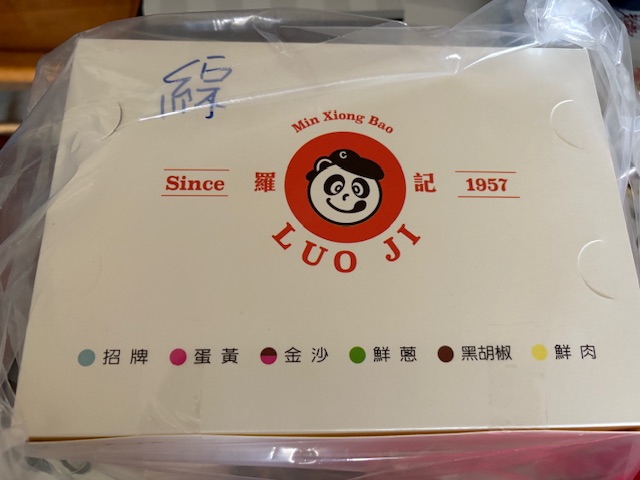 綜
Min Xiong Bao
C
Since 羅 記 1957
LUO JI
招牌 蛋黃 金沙 鮮蔥 黑胡椒 鮮肉